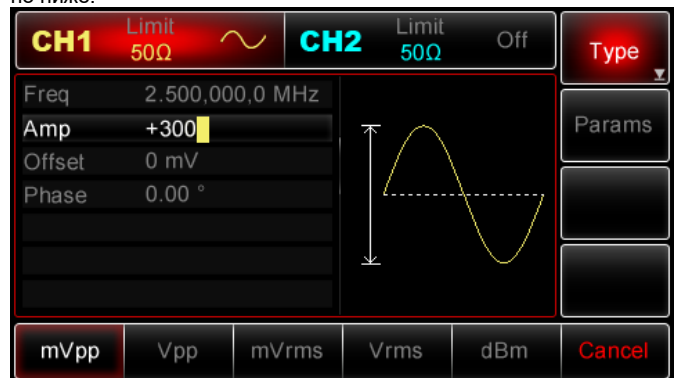 CH1 Limit 50Ω CH2 Limit 50Ω Off Type
Freq 2.500,000,0 MHz
Amp +300 Params
Offset 0 mV
Phase 0.00 °
mVpp Vpp mVrms Vrms dBm Cancel